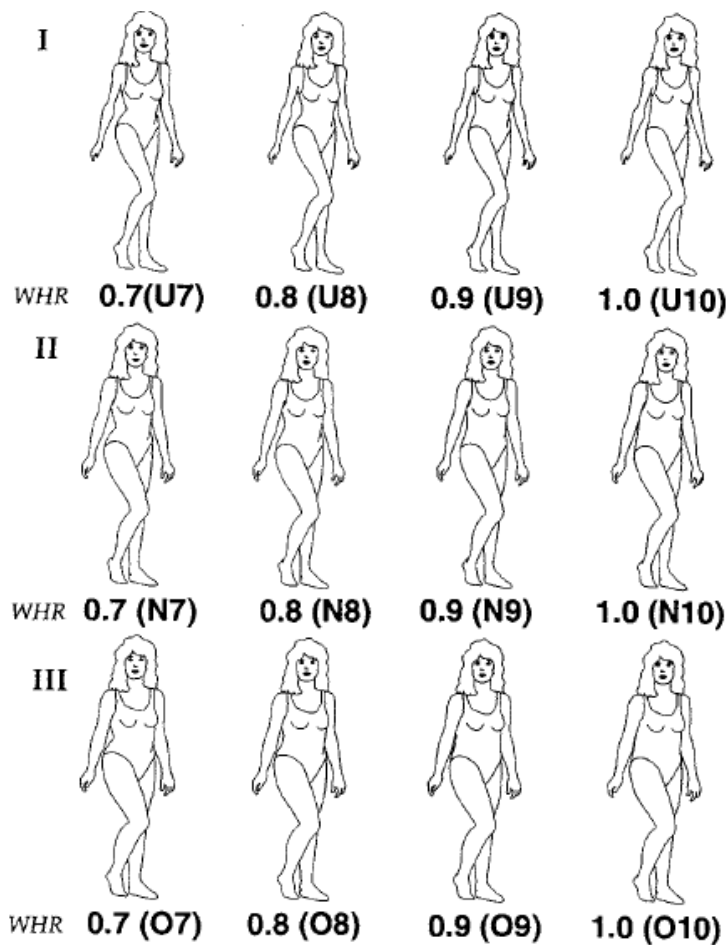 I
WHR 0.7(U7) 0.8 (U8) 0.9 (U9) 1.0 (U10)
II
WHR 0.7 (N7) 0.8 (N8) 0.9 (N9) 1.0 (N10)
III
WHR 0.7 (O7) 0.8 (O8) 0.9 (O9) 1.0 (O10)